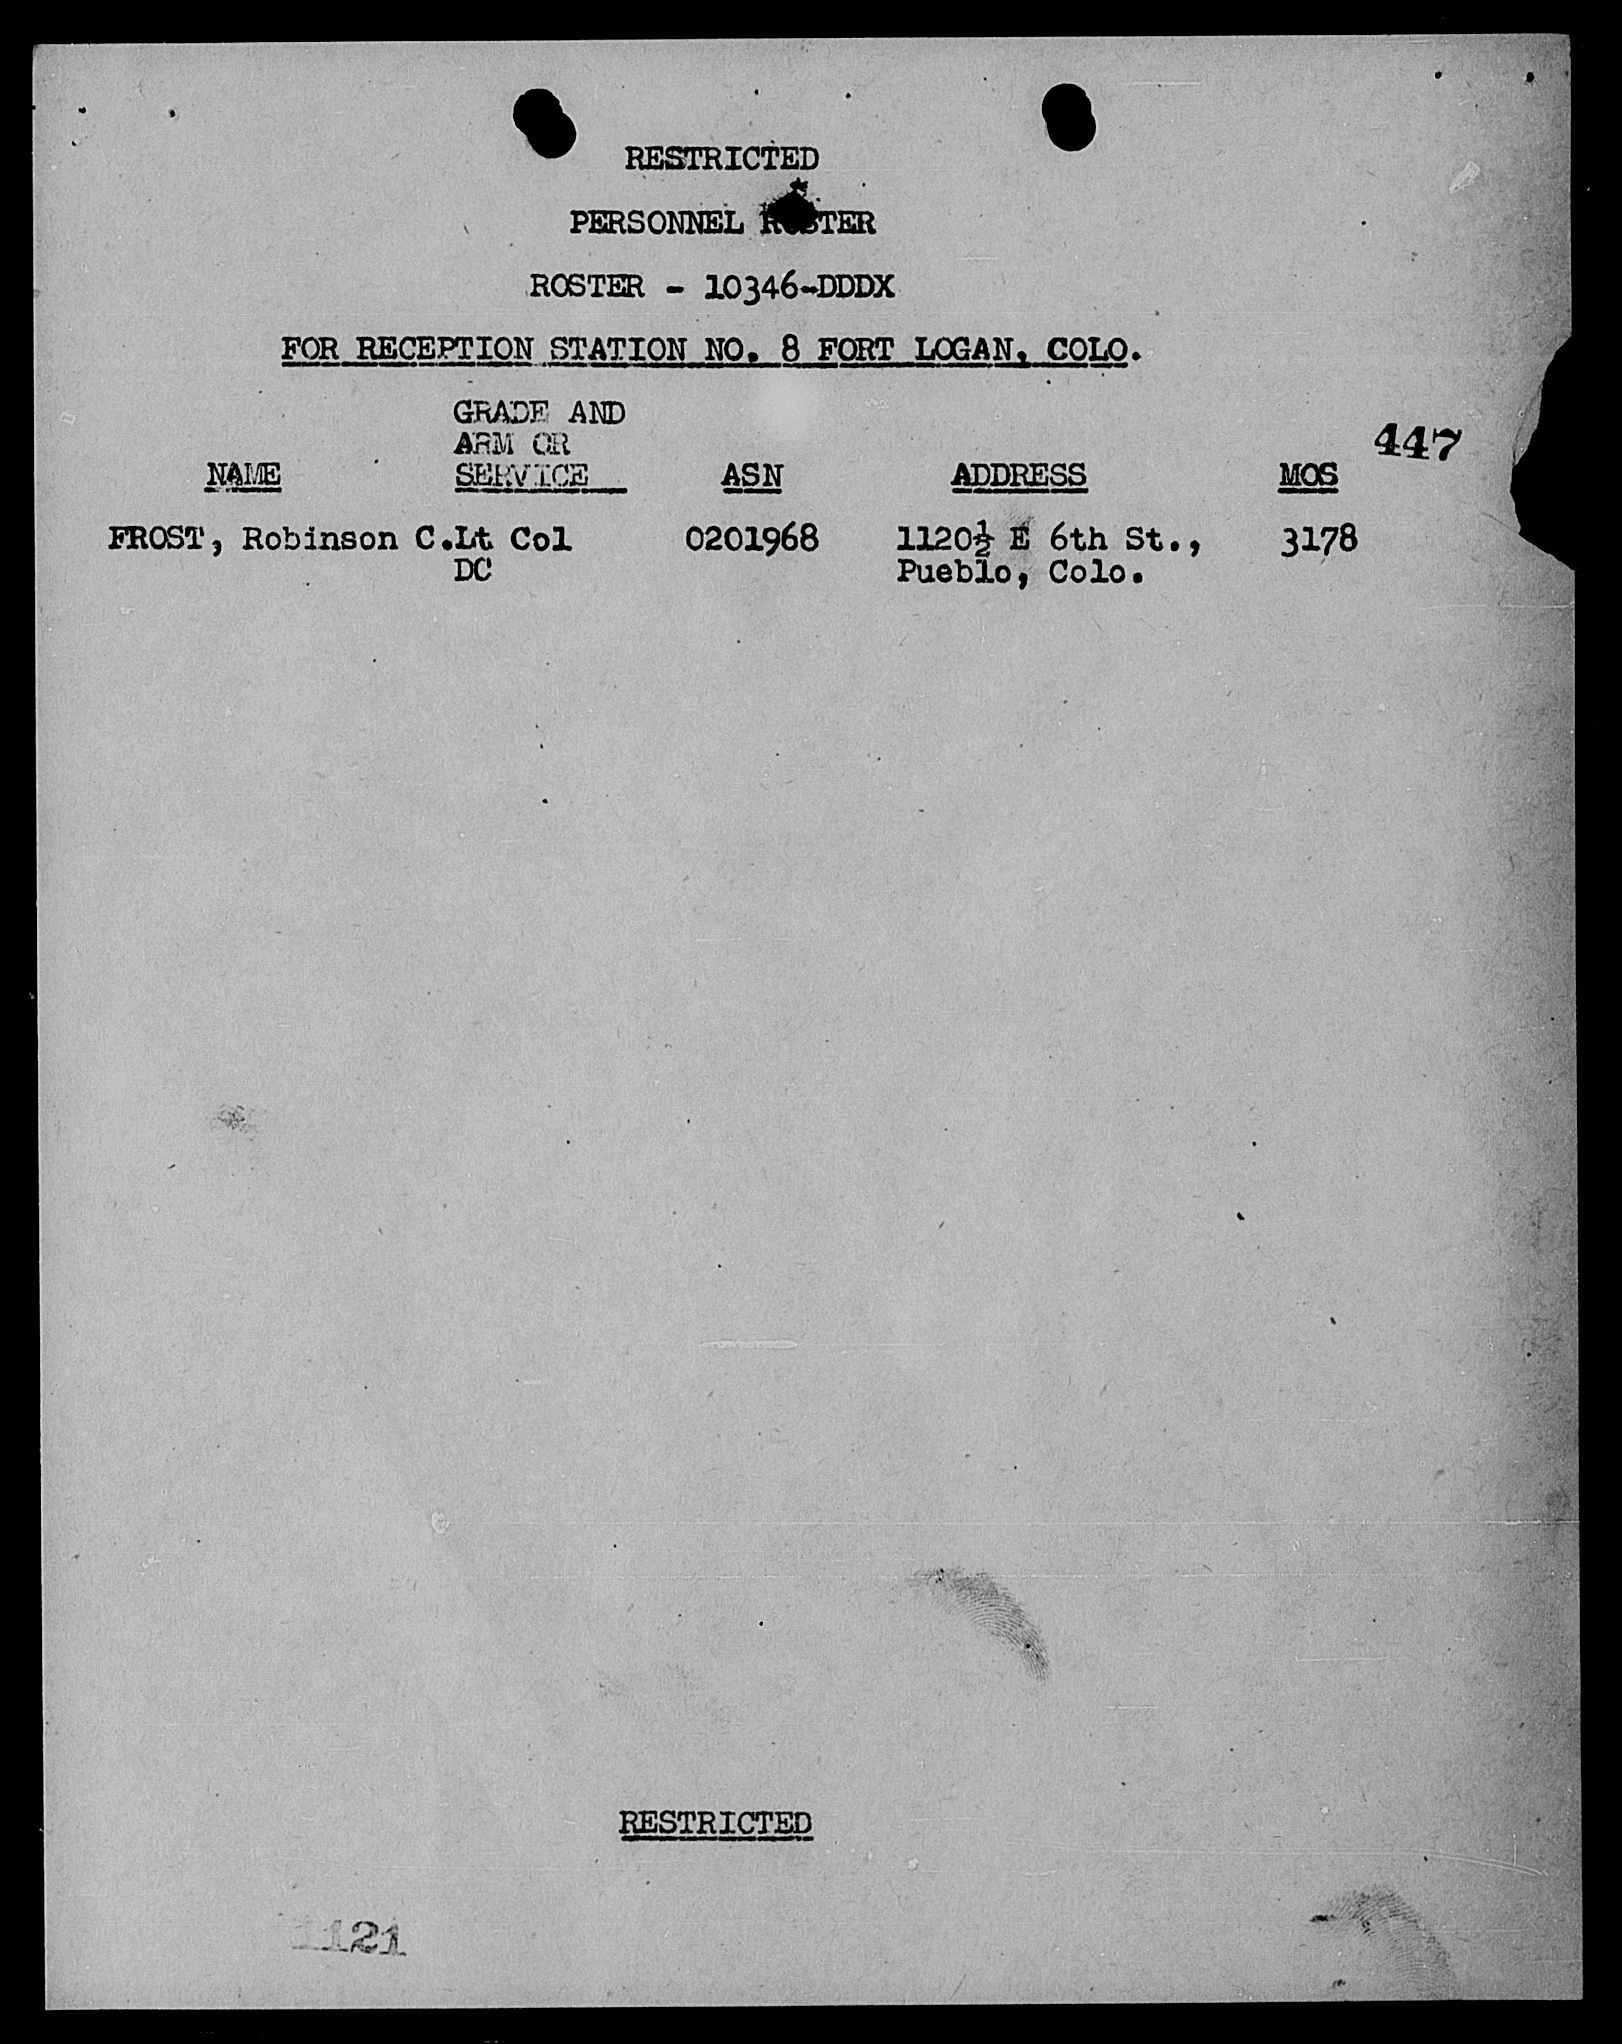 RESTRICTED
PERSONNEL ROSTER
ROSTER - 10346-DDDX
FOR RECEPTION STATION NO. 8 FORT LOGAN, COLO.
GRADE AND
ARM OR
447
NAME SERVICE ASN ADDRESS MOS
FROST, Robinson C. Lt Col 0201968 1120½ E 6th St., 3178
DC Pueblo, Colo.
RESTRICTED
1121